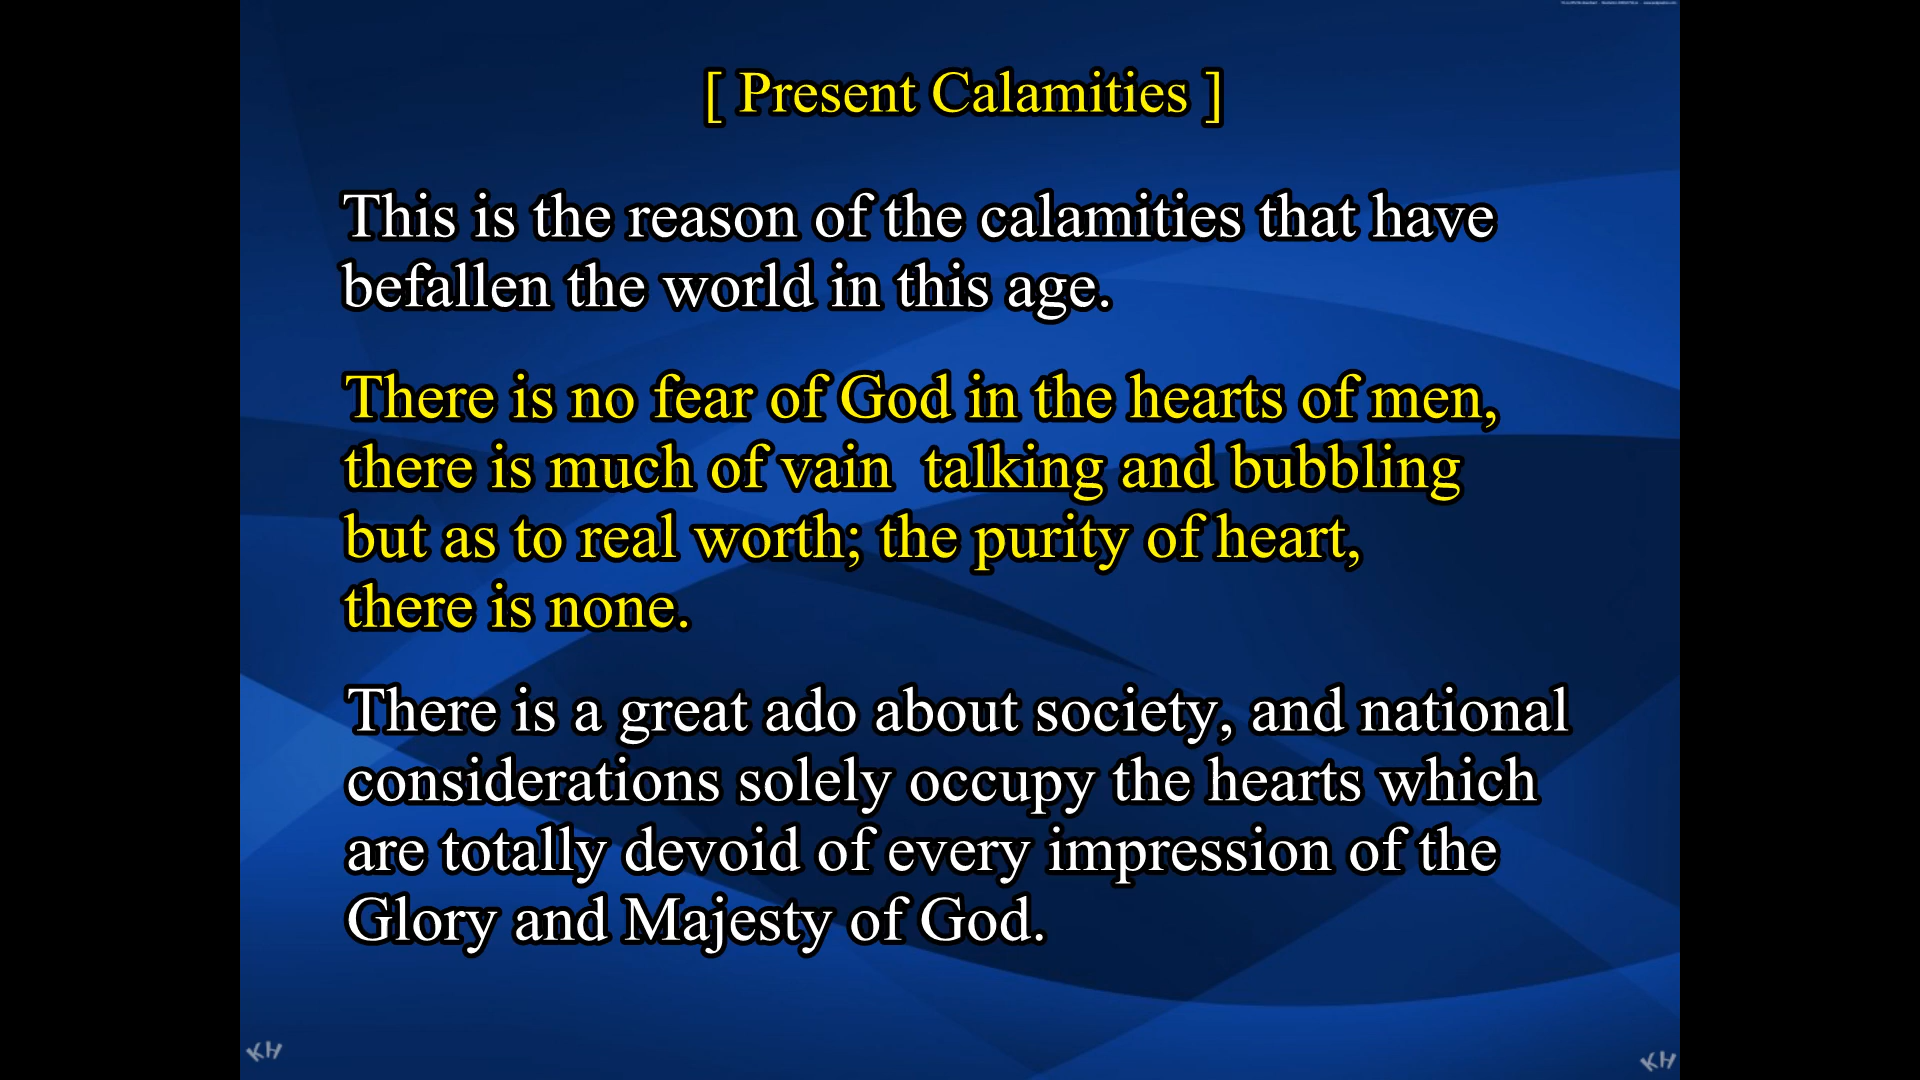 [ Present Calamities ]
This is the reason of the calamities that have
befallen the world in this age.
There is no fear of God in the hearts of men,
there is much of vain  talking and bubbling
but as to real worth; the purity of heart,
there is none.
There is a great ado about society, and national
considerations solely occupy the hearts which
are totally devoid of every impression of the
Glory and Majesty of God.
KH
KH